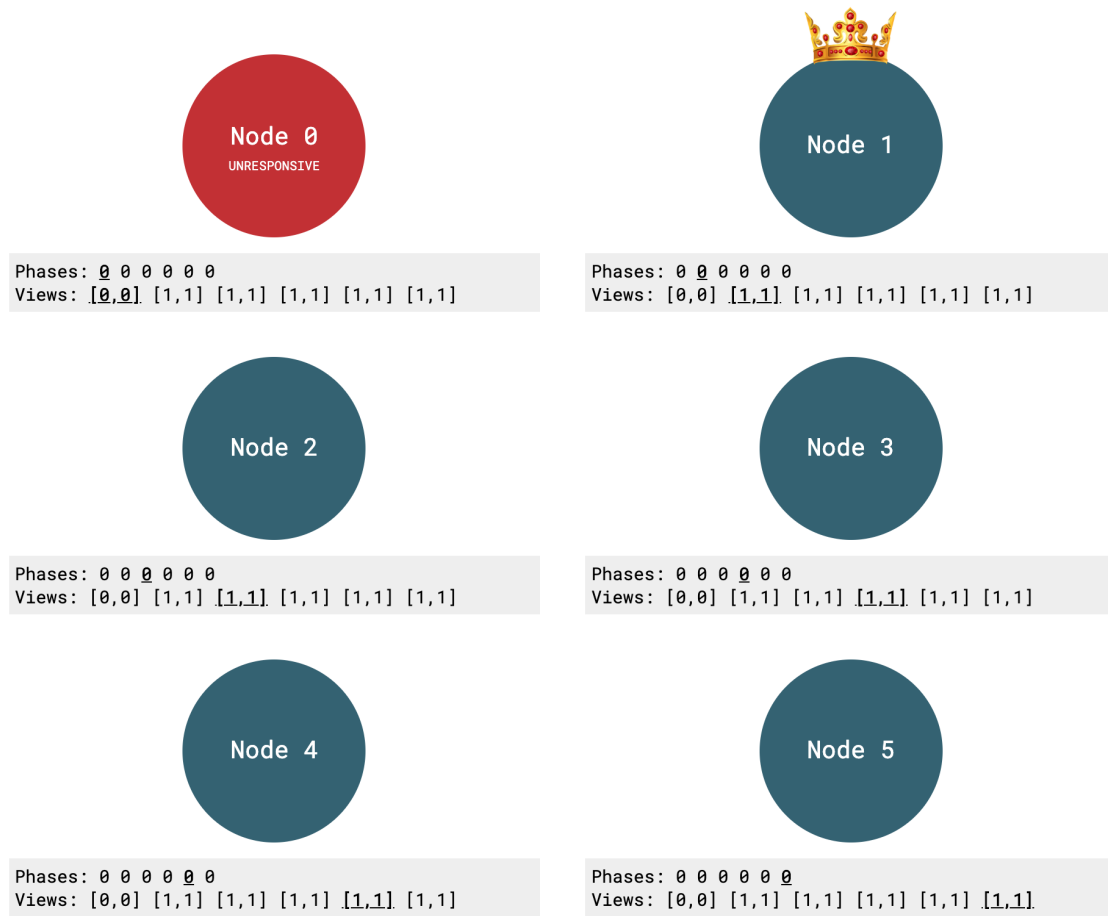 Node 0
UNRESPONSIVE
Phases: 0 0 0 0 0 0
Views: [0,0] [1,1] [1,1] [1,1] [1,1] [1,1]
Node 1
Phases: 0 0 0 0 0 0
Views: [0,0] [1,1] [1,1] [1,1] [1,1] [1,1]
Node 2
Phases: 0 0 0 0 0 0
Views: [0,0] [1,1] [1,1] [1,1] [1,1] [1,1]
Node 3
Phases: 0 0 0 0 0 0
Views: [0,0] [1,1] [1,1] [1,1] [1,1] [1,1]
Node 4
Phases: 0 0 0 0 0 0
Views: [0,0] [1,1] [1,1] [1,1] [1,1] [1,1]
Node 5
Phases: 0 0 0 0 0 0
Views: [0,0] [1,1] [1,1] [1,1] [1,1] [1,1]